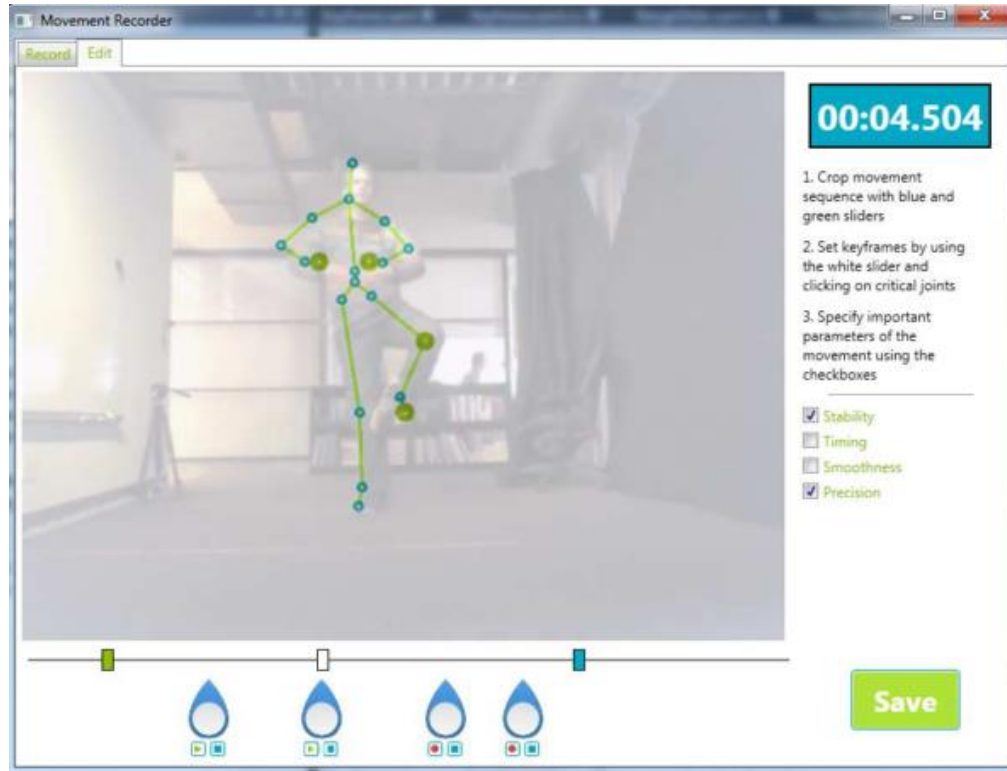 Movement Recorder
Record Edit
00:04.504
1. Crop movement
sequence with blue and
green sliders
2. Set keyframes by using
the white slider and
clicking on critical joints
3. Specify important
parameters of the
movement using the
checkboxes
Stability
Timing
Smoothness
Precision
Save